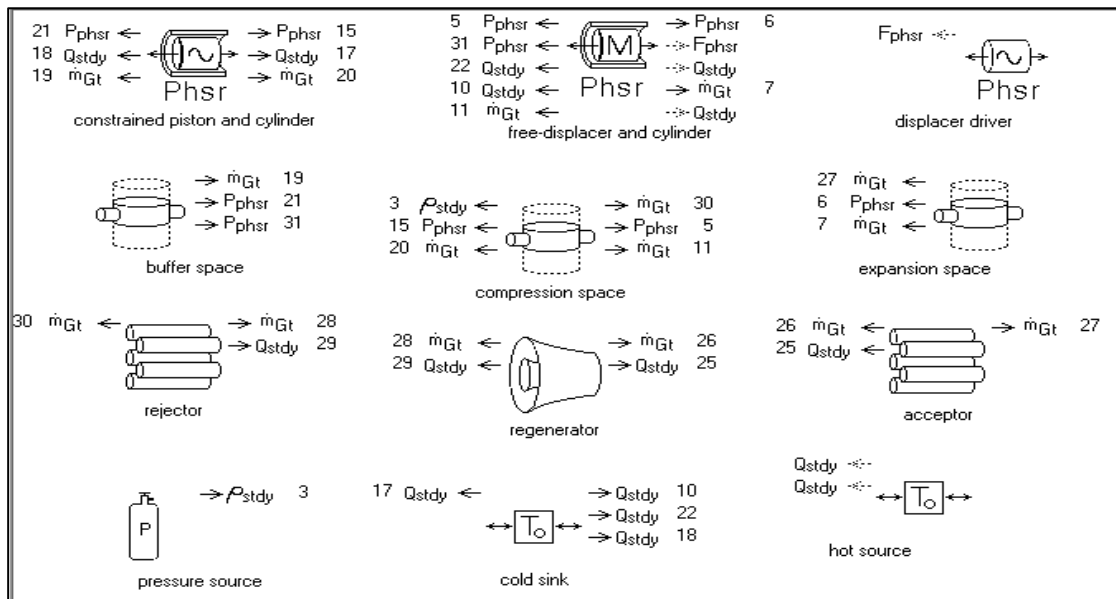 21 Pphsr Pphsr 15
18 Qstdy Qstdy 17
19 ṁGt ṁGt 20
Phsr
constrained piston and cylinder
5 Pphsr Pphsr 6
31 Pphsr M Fphsr
22 Qstdy Qstdy
10 Qstdy Phsr ṁGt 7
11 ṁGt Qstdy
free-displacer and cylinder
Fphsr
Phsr
displacer driver
ṁGt 19
Pphsr 21
Pphsr 31
buffer space
3 ρstdy ṁGt 30
15 Pphsr Pphsr 5
20 ṁGt ṁGt 11
compression space
27 ṁGt
6 Pphsr
7 ṁGt
expansion space
30 ṁGt ṁGt 28
Qstdy 29
rejector
28 ṁGt ṁGt 26
29 Qstdy Qstdy 25
regenerator
26 ṁGt ṁGt 27
25 Qstdy
acceptor
ρstdy 3
P
pressure source
17 Qstdy Qstdy 10
To Qstdy 22
Qstdy 18
cold sink
Qstdy
Qstdy
To
hot source